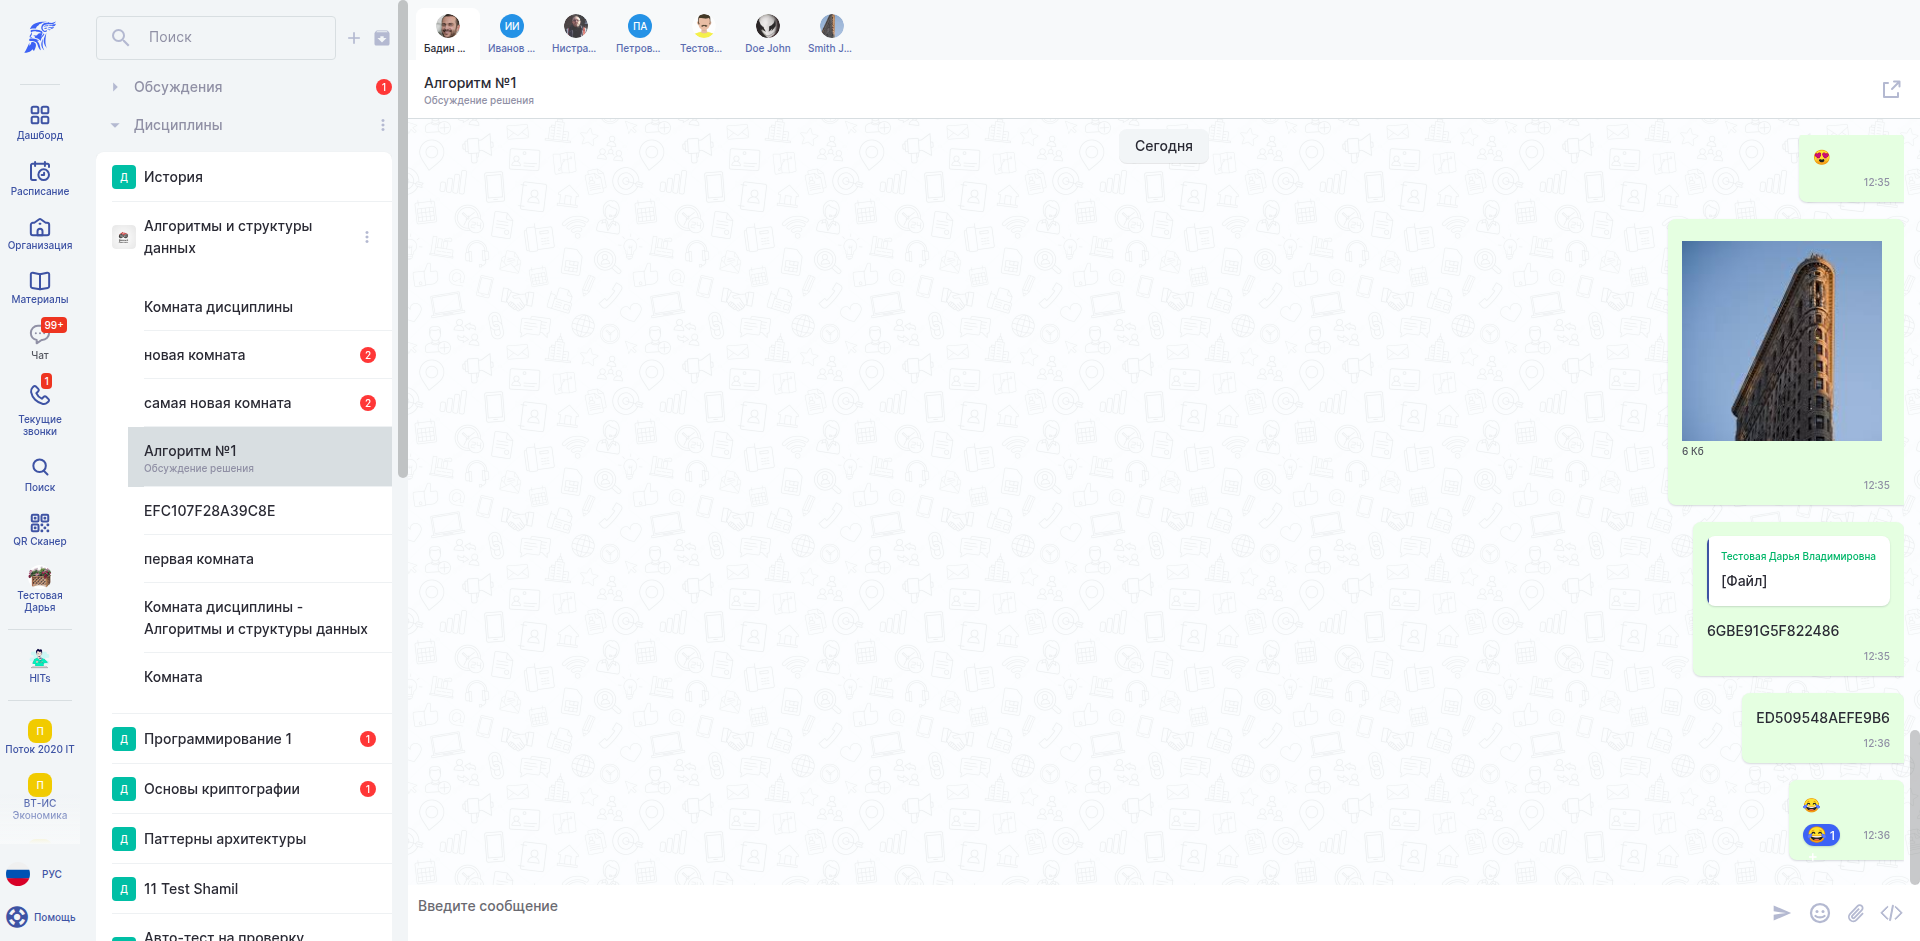 Дашборд
Расписание
Организация
Материалы
99+
Чат
1
Текущие
звонки
Поиск
QR Сканер
Тестовая
Дарья
HITs
П
Поток 2020 IT
П
ВТ-ИС
Экономика
РУС
Помощь
Поиск
Обсуждения
1
Дисциплины
Д
История
Алгоритмы и структуры
данных
Комната дисциплины
новая комната
2
самая новая комната
2
Алгоритм №1
Обсуждение решения
EFC107F28A39C8E
первая комната
Комната дисциплины -
Алгоритмы и структуры данных
Комната
Д
Программирование 1
1
Д
Основы криптографии
1
Д
Паттерны архитектуры
Д
11 Test Shamil
Авто-тест на проверку
Бадин ...
ИИ
Иванов ...
Нистра...
ПА
Петров...
Тестов...
Doe John
Smith J...
Алгоритм №1
Обсуждение решения
Сегодня
12:35
6 Кб
12:35
Тестовая Дарья Владимировна
[Файл]
6GBE91G5F822486
12:35
ED509548AEFE9B6
12:36
😂 1
12:36
Введите сообщение